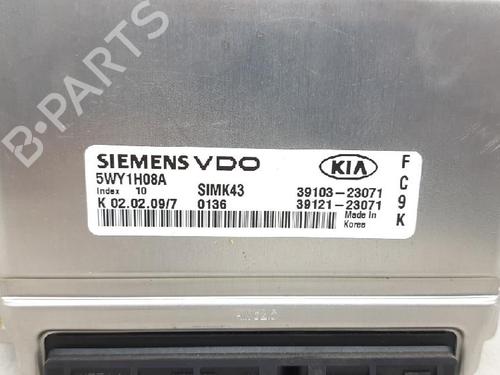 B-Parts
SIEMENS VDO
KIA
F
5WY1H08A
C
Index 10 SIMK43 39103-23071
9
K 02.02.09/7 0136 39121-23071
K
Made In
Korea